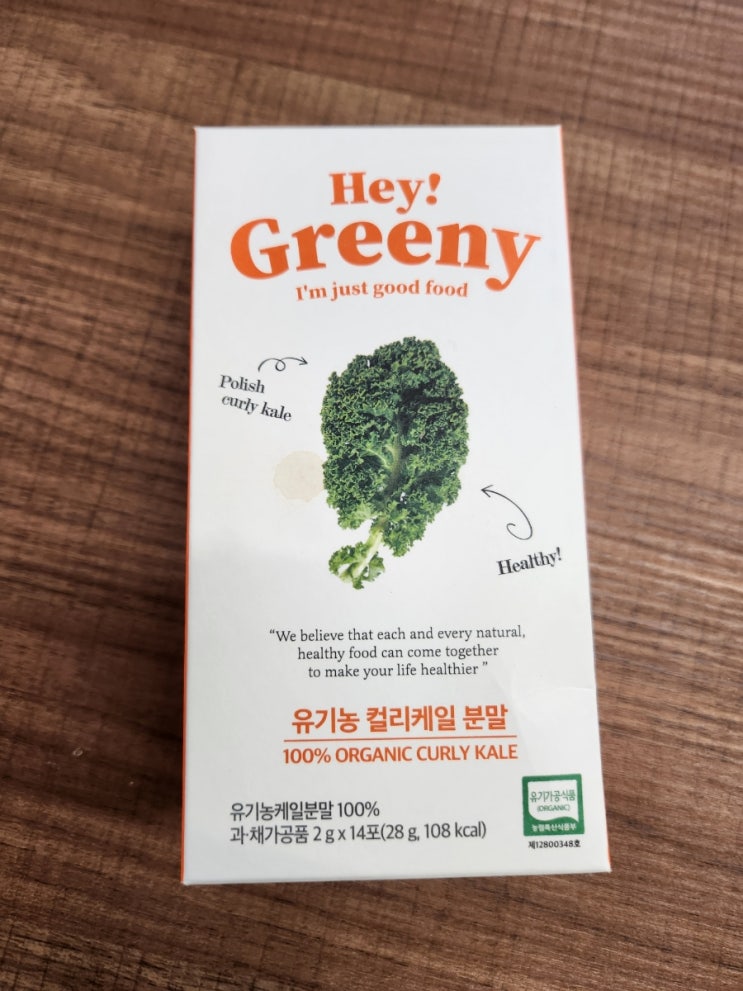 Hey!
Greeny
I'm just good food
Polish
curly kale
Healthy!
“We believe that each and every natural,
healthy food can come together
to make your life healthier ”
유기농 컬리케일 분말
100% ORGANIC CURLY KALE
유기농케일분말 100%
과·채가공품 2 g x 14포(28 g, 108 kcal)
유기가공식품
(ORGANIC)
농림축산식품부
제12800348호